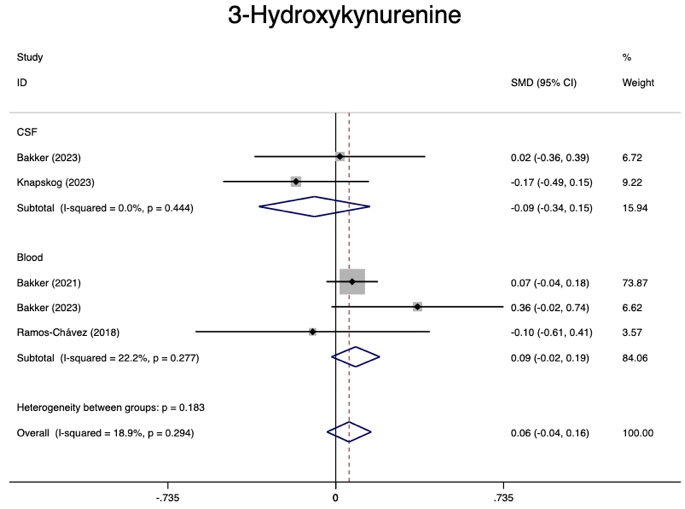 3-Hydroxykynurenine
Study %
ID SMD (95% CI) Weight
CSF
Bakker (2023) 0.02 (-0.36, 0.39) 6.72
Knapskog (2023) -0.17 (-0.49, 0.15) 9.22
Subtotal (I-squared = 0.0%, p = 0.444) -0.09 (-0.34, 0.15) 15.94
Blood
Bakker (2021) 0.07 (-0.04, 0.18) 73.87
Bakker (2023) 0.36 (-0.02, 0.74) 6.62
Ramos-Chávez (2018) -0.10 (-0.61, 0.41) 3.57
Subtotal (I-squared = 22.2%, p = 0.277) 0.09 (-0.02, 0.19) 84.06
Heterogeneity between groups: p = 0.183
Overall (I-squared = 18.9%, p = 0.294) 0.06 (-0.04, 0.16) 100.00
-.735 0 .735